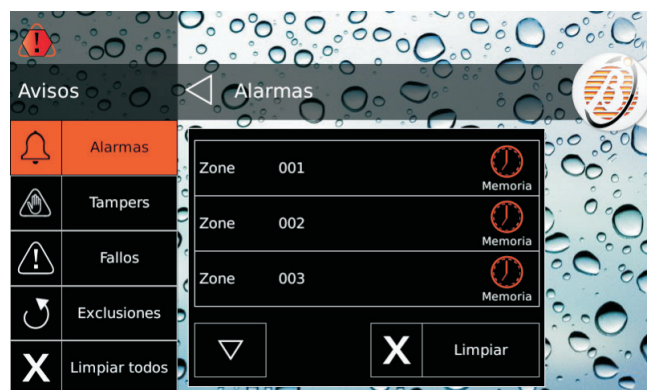 Avisos
Alarmas
Alarmas
Tampers
Fallos
Exclusiones
Limpiar todos
Zone 001
Memoria
Zone 002
Memoria
Zone 003
Memoria
X Limpiar